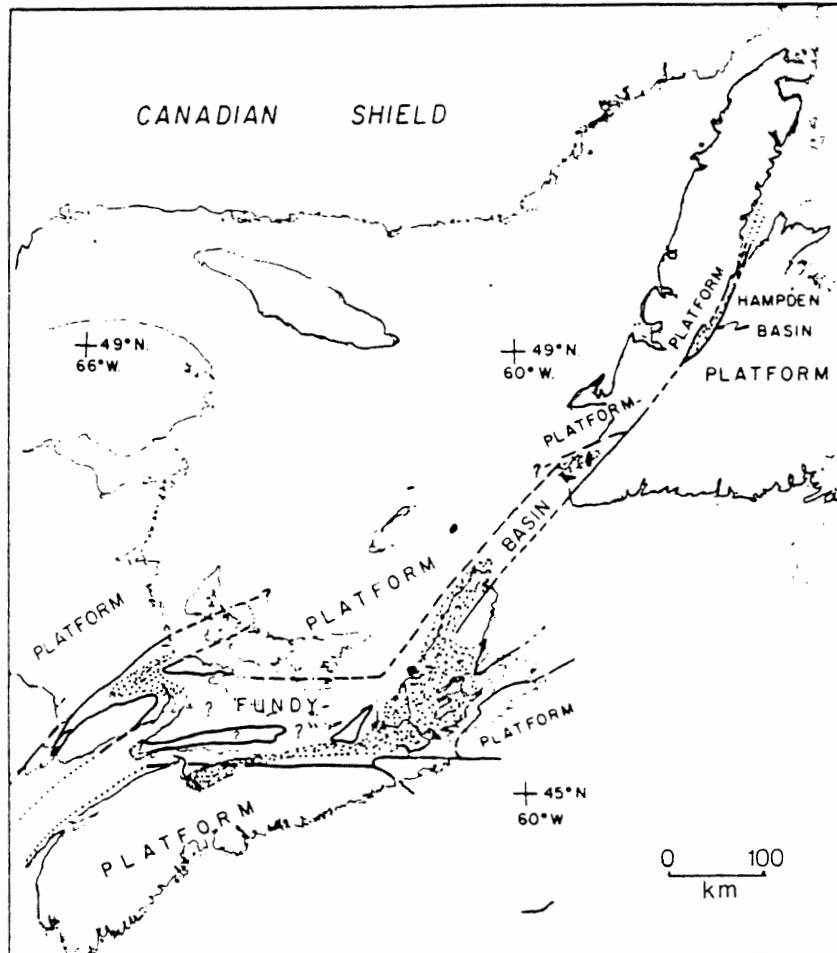 CANADIAN SHIELD
PLATFORM
HAMPDEN
BASIN
49°N.
66°W.
49°N.
60°W.
PLATFORM
PLATFORM
?
BASIN
?
PLATFORM
PLATFORM
? FUNDY
? ?
PLATFORM
45°N
60°W
PLATFORM
0 100
km